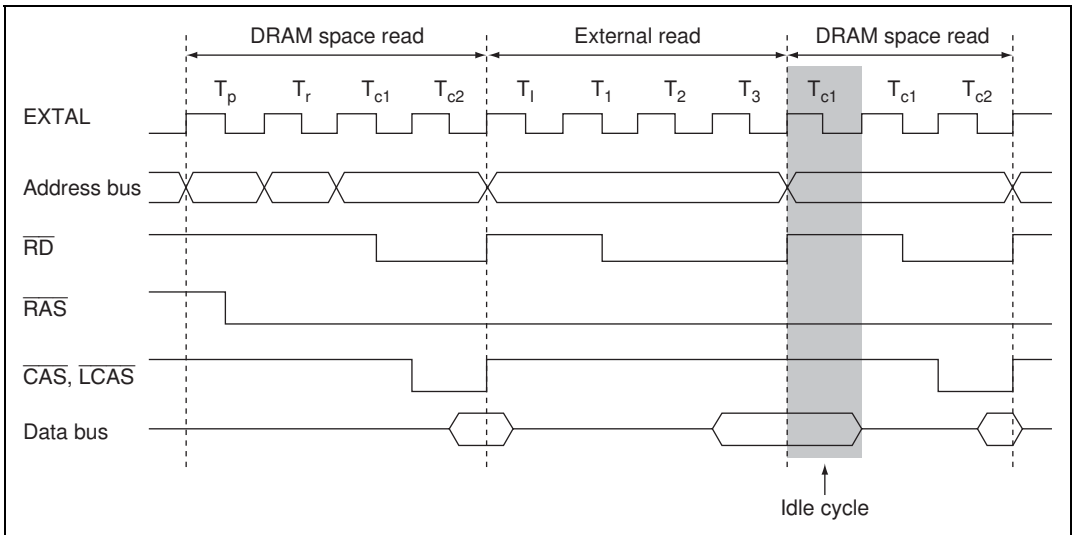 DRAM space read External read DRAM space read
Tp Tr Tc1 Tc2 TI T1 T2 T3 Tc1 Tc1 Tc2
EXTAL
Address bus
RD
RAS
CAS, LCAS
Data bus
Idle cycle